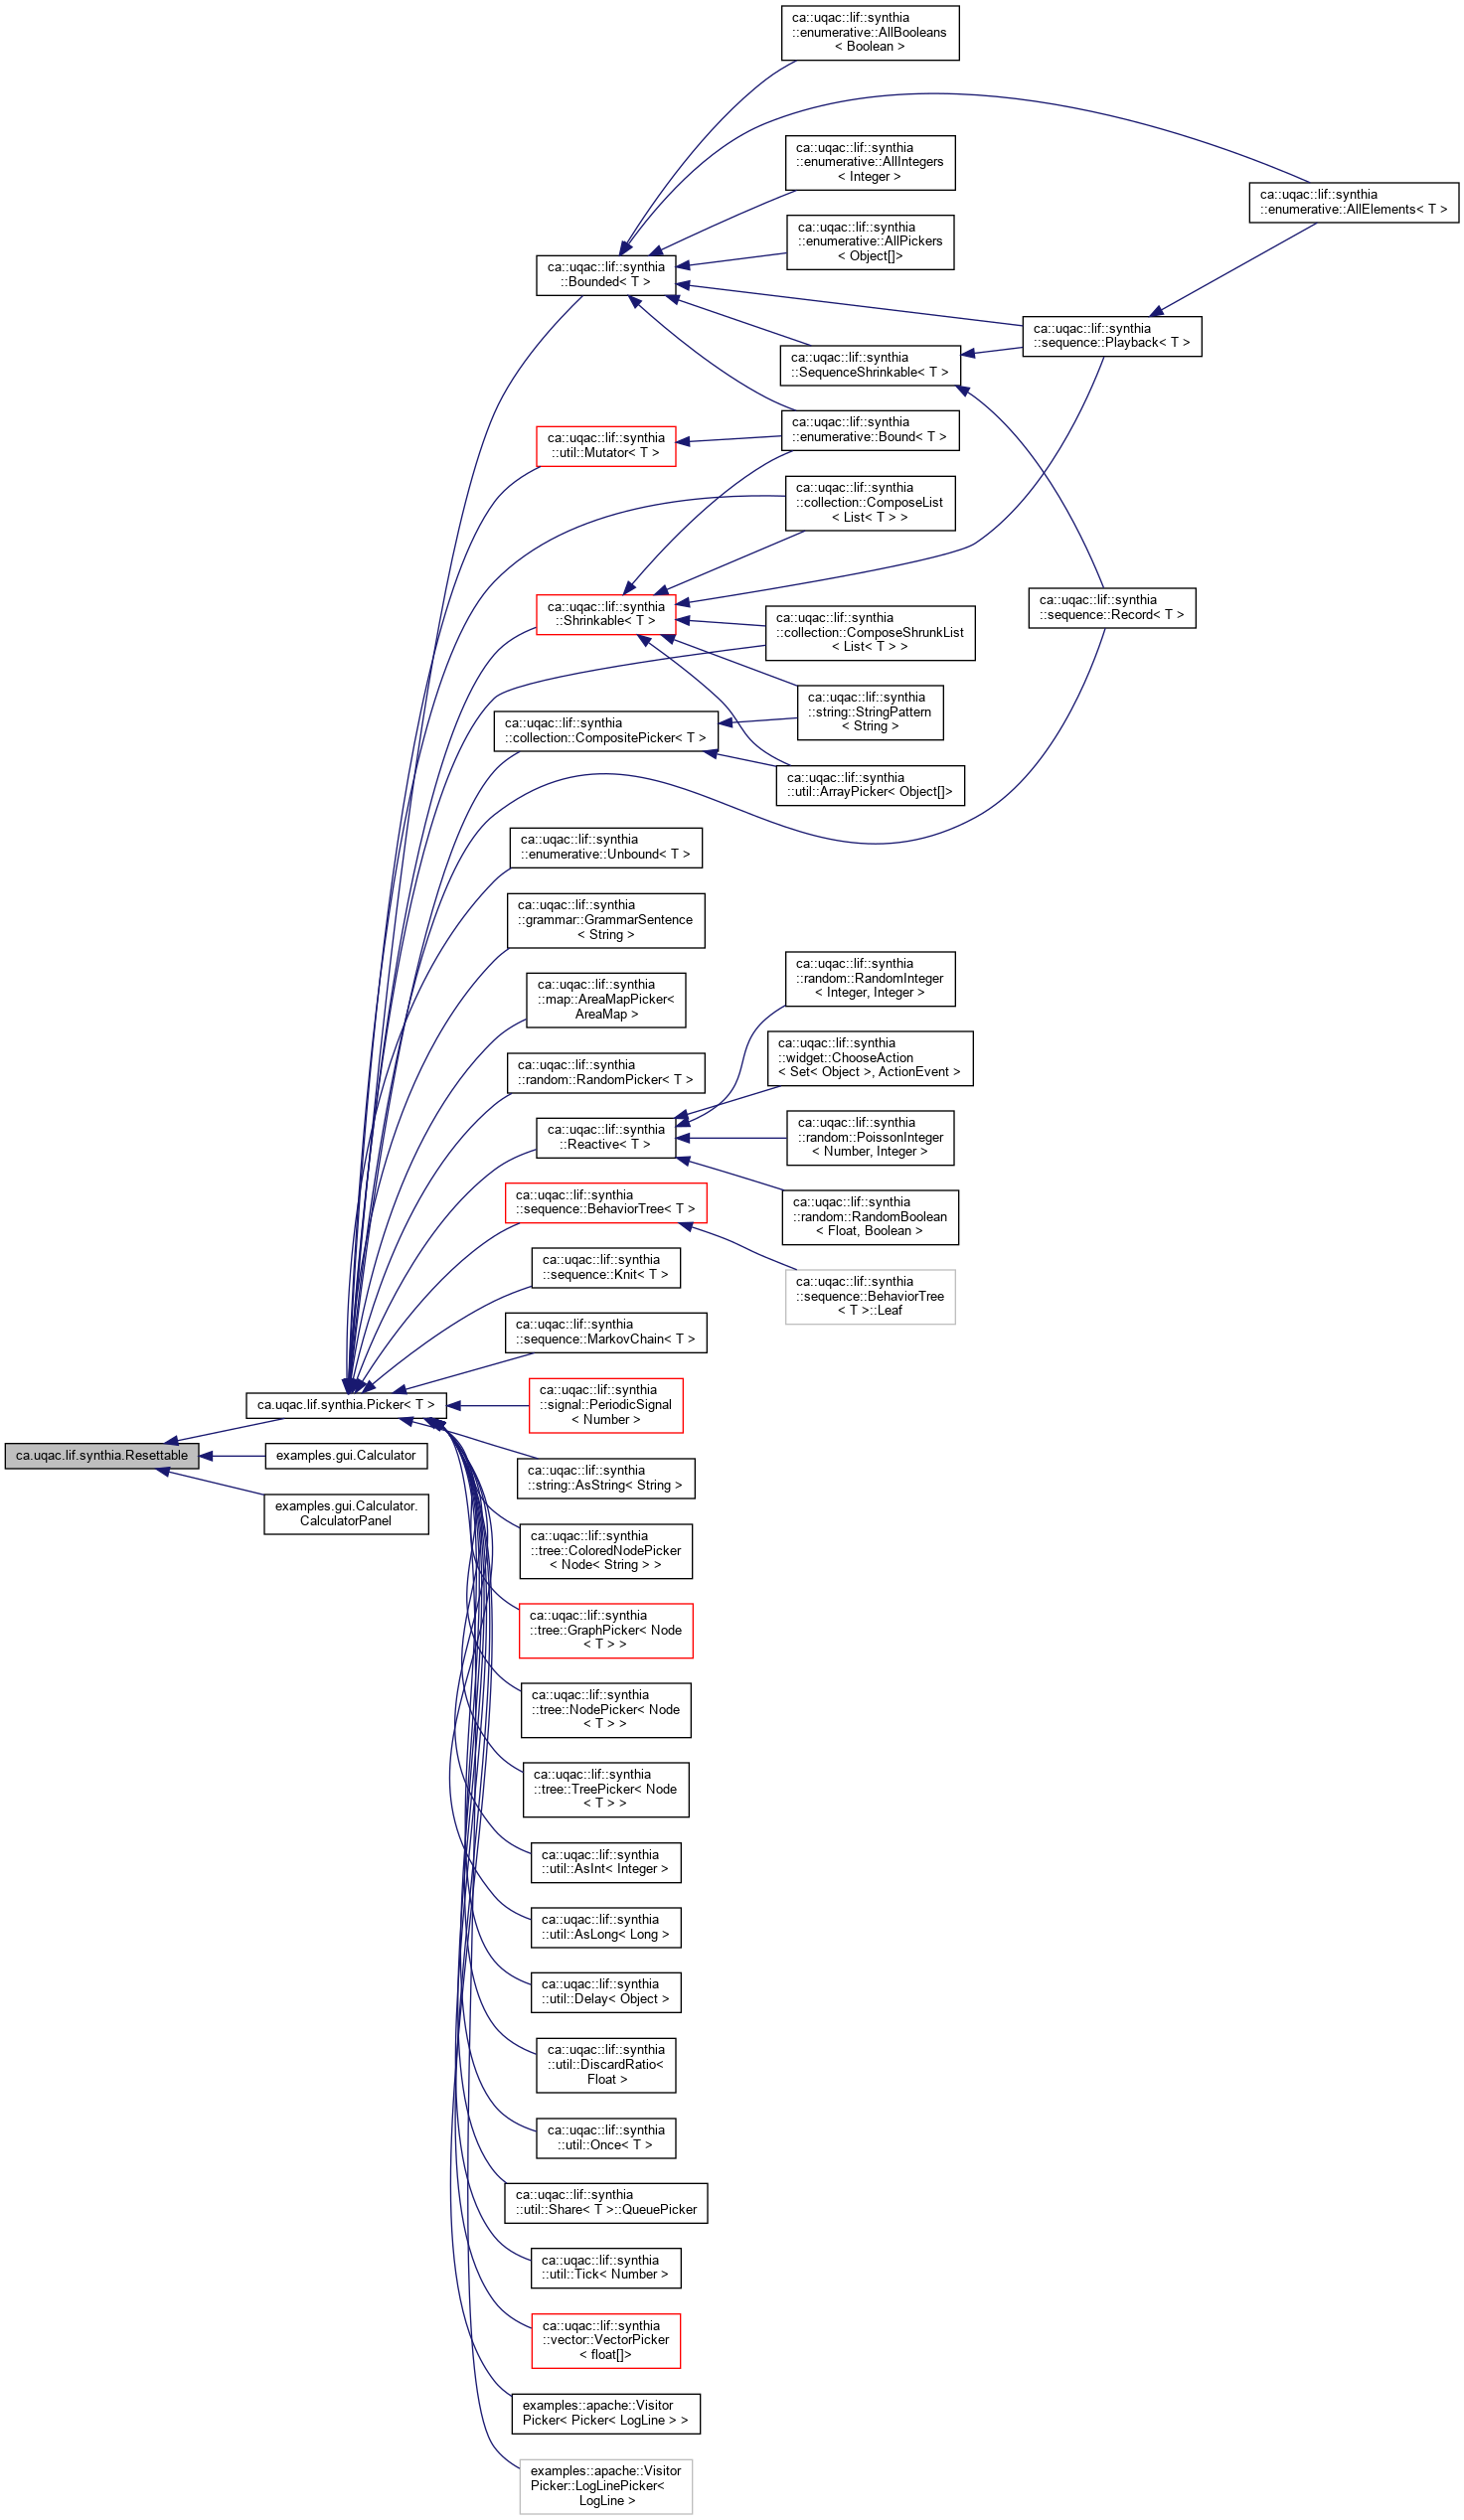 ca::uqac::lif::synthia
::enumerative::AllBooleans
< Boolean >
ca::uqac::lif::synthia
::enumerative::AllIntegers
< Integer >
ca::uqac::lif::synthia
::enumerative::AllElements< T >
ca::uqac::lif::synthia
::enumerative::AllPickers
< Object[]>
ca::uqac::lif::synthia
::Bounded< T >
ca::uqac::lif::synthia
::sequence::Playback< T >
ca::uqac::lif::synthia
::SequenceShrinkable< T >
ca::uqac::lif::synthia
::enumerative::Bound< T >
ca::uqac::lif::synthia
::util::Mutator< T >
ca::uqac::lif::synthia
::collection::ComposeList
< List< T > >
ca::uqac::lif::synthia
::Shrinkable< T >
ca::uqac::lif::synthia
::sequence::Record< T >
ca::uqac::lif::synthia
::collection::ComposeShrunkList
< List< T > >
ca::uqac::lif::synthia
::string::StringPattern
< String >
ca::uqac::lif::synthia
::collection::CompositePicker< T >
ca::uqac::lif::synthia
::util::ArrayPicker< Object[]>
ca::uqac::lif::synthia
::enumerative::Unbound< T >
ca::uqac::lif::synthia
::grammar::GrammarSentence
< String >
ca::uqac::lif::synthia
::random::RandomInteger
< Integer, Integer >
ca::uqac::lif::synthia
::map::AreaMapPicker<
AreaMap >
ca::uqac::lif::synthia
::widget::ChooseAction
< Set< Object >, ActionEvent >
ca::uqac::lif::synthia
::random::RandomPicker< T >
ca::uqac::lif::synthia
::Reactive< T >
ca::uqac::lif::synthia
::random::PoissonInteger
< Number, Integer >
ca::uqac::lif::synthia
::sequence::BehaviorTree< T >
ca::uqac::lif::synthia
::random::RandomBoolean
< Float, Boolean >
ca::uqac::lif::synthia
::sequence::Knit< T >
ca::uqac::lif::synthia
::sequence::BehaviorTree
< T >::Leaf
ca::uqac::lif::synthia
::sequence::MarkovChain< T >
ca.uqac.lif.synthia.Picker< T >
ca::uqac::lif::synthia
::signal::PeriodicSignal
< Number >
ca.uqac.lif.synthia.Resettable
examples.gui.Calculator
ca::uqac::lif::synthia
::string::AsString< String >
examples.gui.Calculator.
CalculatorPanel
ca::uqac::lif::synthia
::tree::ColoredNodePicker
< Node< String > >
ca::uqac::lif::synthia
::tree::GraphPicker< Node
< T > >
ca::uqac::lif::synthia
::tree::NodePicker< Node
< T > >
ca::uqac::lif::synthia
::tree::TreePicker< Node
< T > >
ca::uqac::lif::synthia
::util::AsInt< Integer >
ca::uqac::lif::synthia
::util::AsLong< Long >
ca::uqac::lif::synthia
::util::Delay< Object >
ca::uqac::lif::synthia
::util::DiscardRatio<
Float >
ca::uqac::lif::synthia
::util::Once< T >
ca::uqac::lif::synthia
::util::Share< T >::QueuePicker
ca::uqac::lif::synthia
::util::Tick< Number >
ca::uqac::lif::synthia
::vector::VectorPicker
< float[]>
examples::apache::Visitor
Picker< Picker< LogLine > >
examples::apache::Visitor
Picker::LogLinePicker<
LogLine >